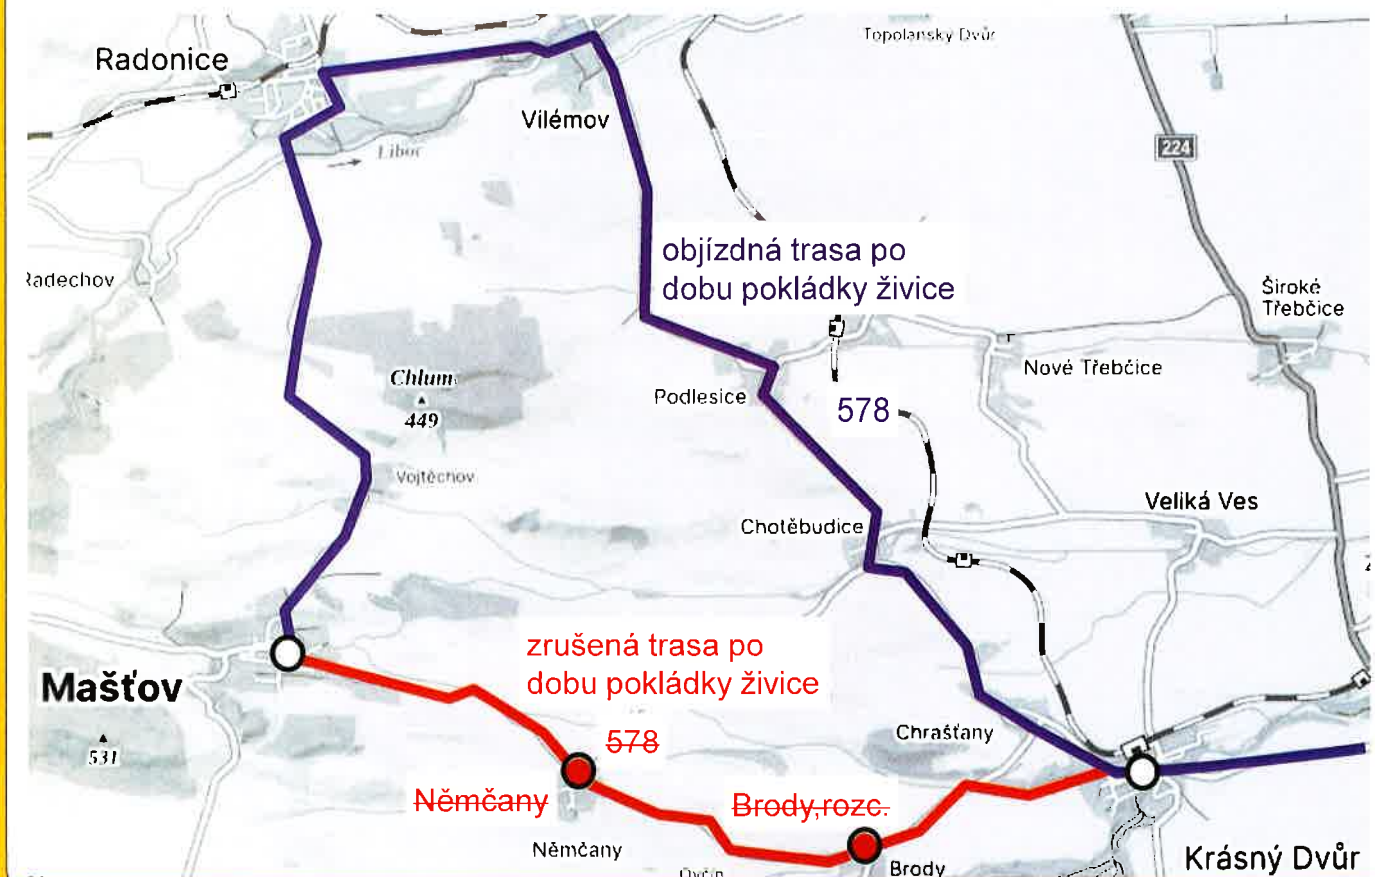 Topolanský Dvůr
Radonice
Vilémov
224
Liboc
objízdná trasa po
dobu pokládky živice
Radechov
Široké
Třebčice
Nové Třebčice
Chlum
449
Podlesice
578
Vojtěchov
Veliká Ves
Chotěbudice
zrušená trasa po
dobu pokládky živice
Mašťov
578
Chrašťany
531
Němčany
Brody,rozc.
Němčany
Brody
Krásný Dvůr